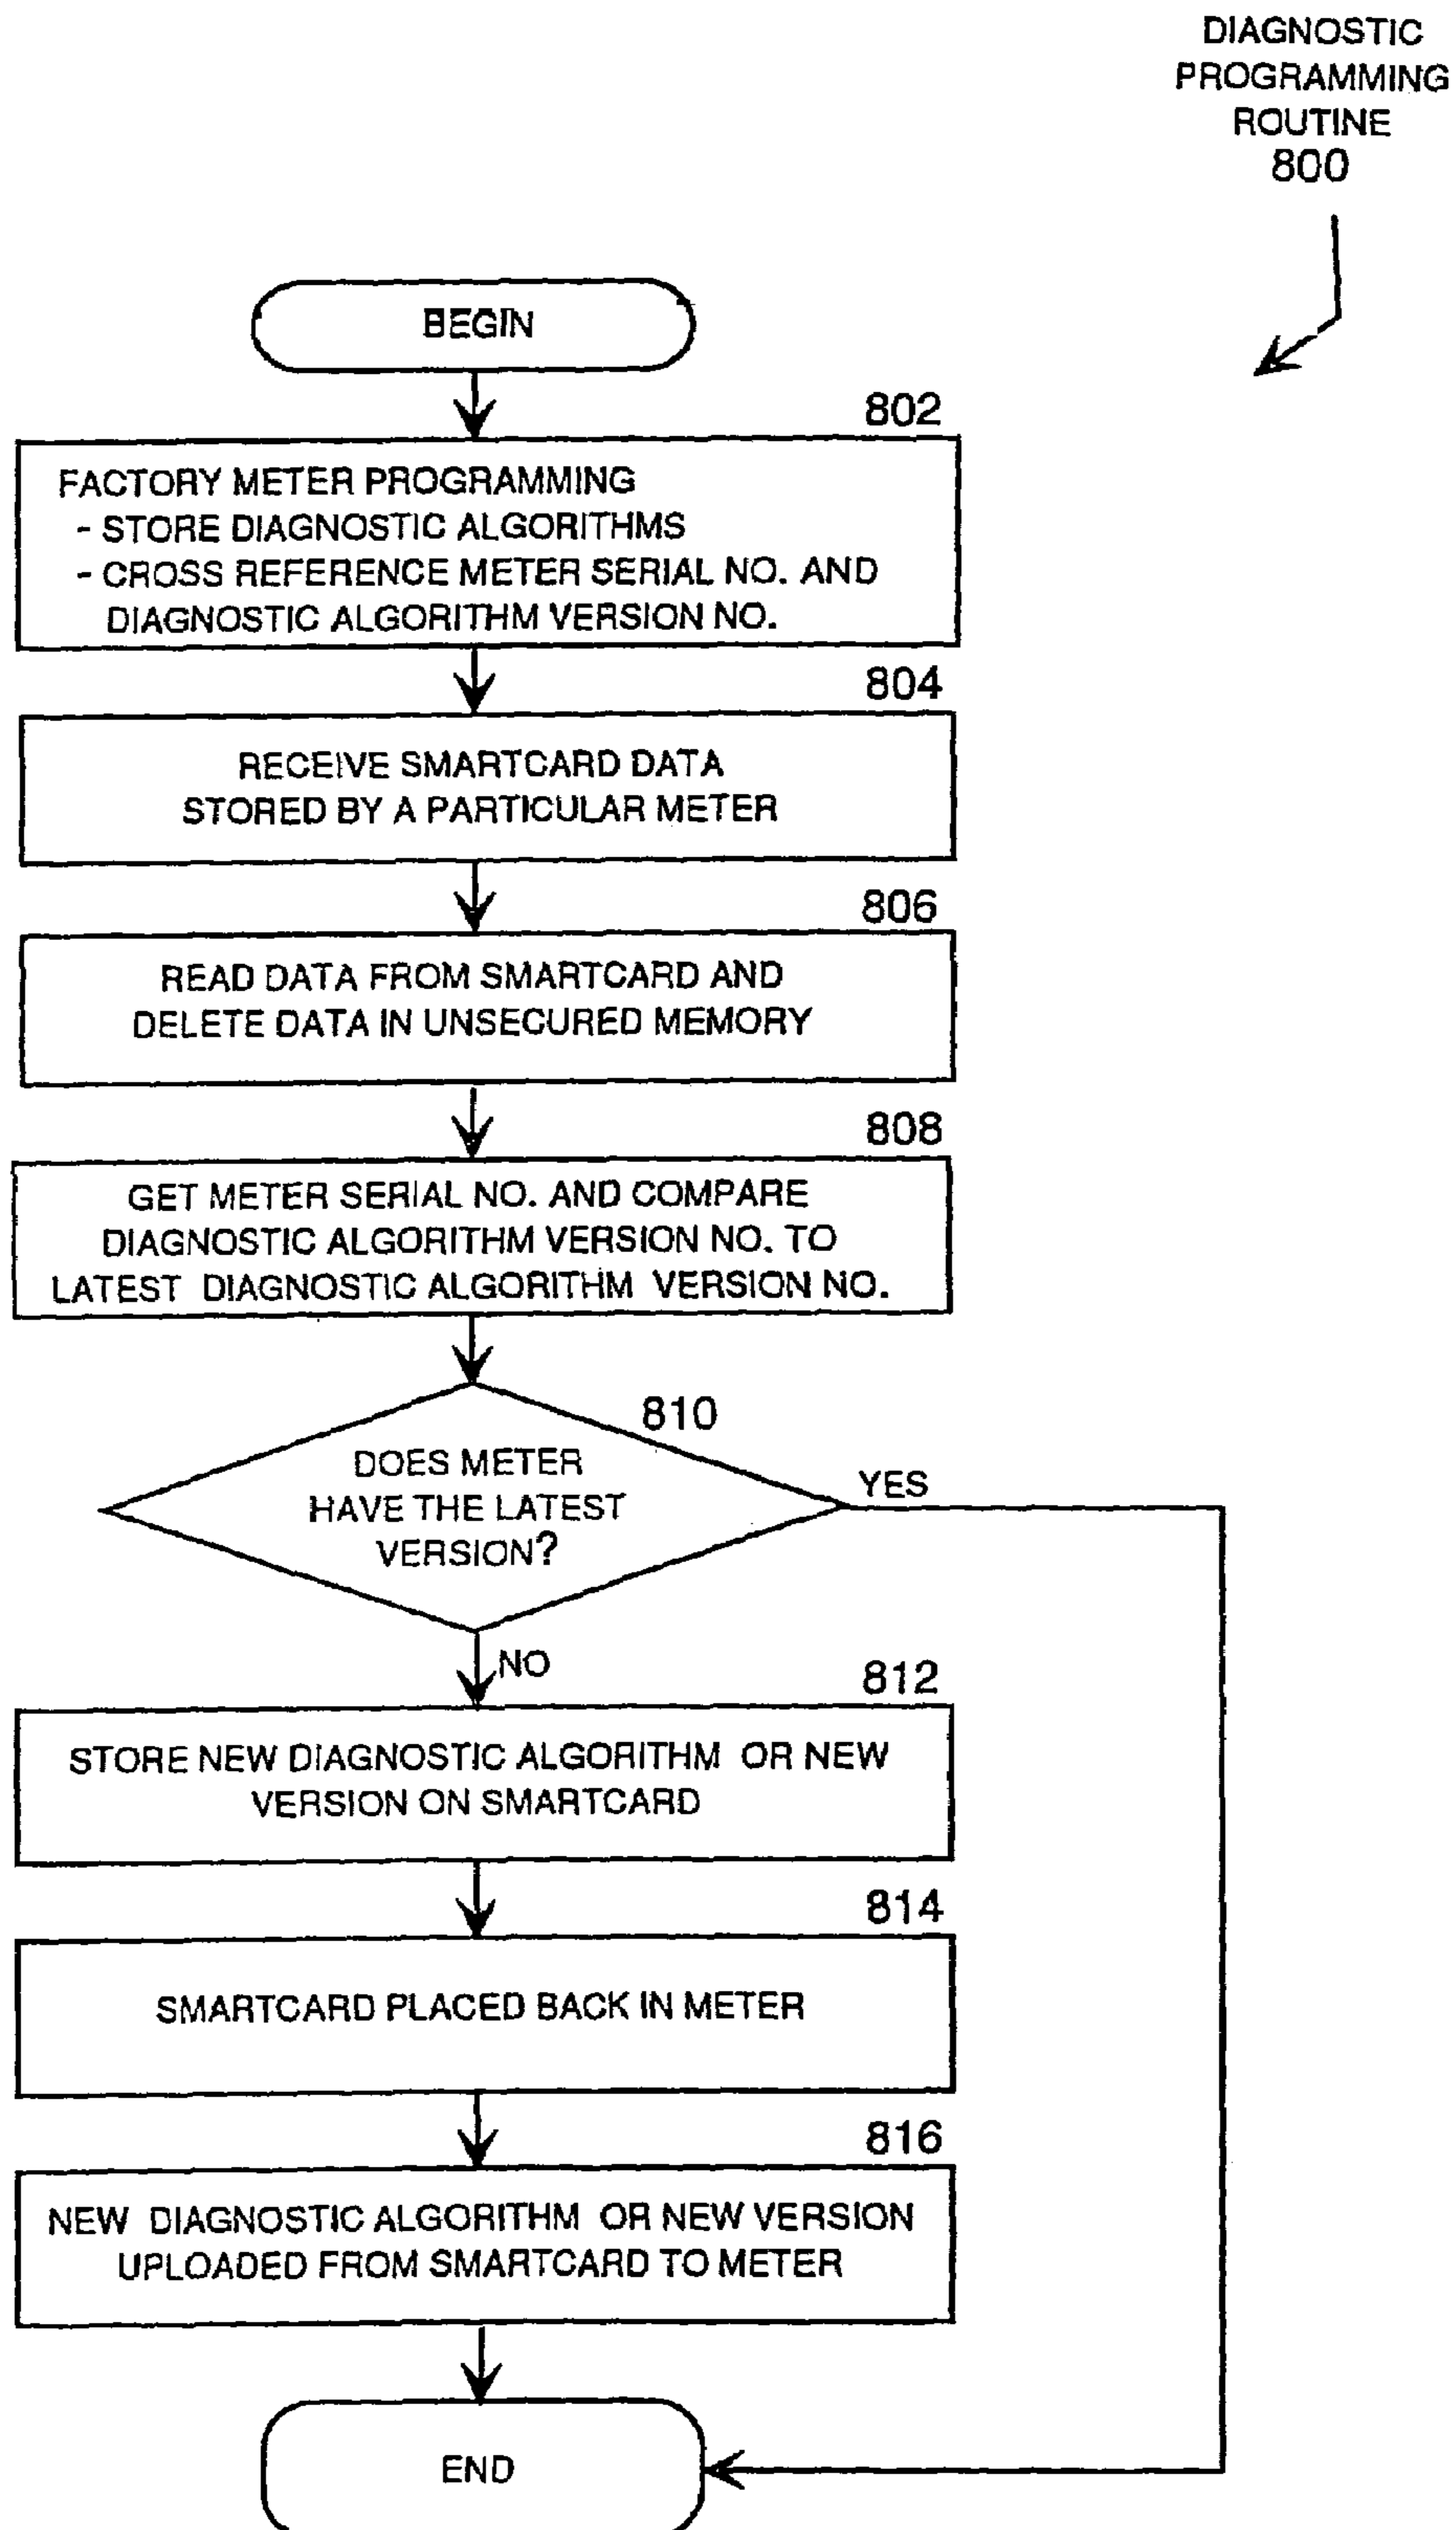 DIAGNOSTIC
PROGRAMMING
ROUTINE
800
BEGIN
802
FACTORY METER PROGRAMMING
- STORE DIAGNOSTIC ALGORITHMS
- CROSS REFERENCE METER SERIAL NO. AND
DIAGNOSTIC ALGORITHM VERSION NO.
804
RECEIVE SMARTCARD DATA
STORED BY A PARTICULAR METER
806
READ DATA FROM SMARTCARD AND
DELETE DATA IN UNSECURED MEMORY
808
GET METER SERIAL NO. AND COMPARE
DIAGNOSTIC ALGORITHM VERSION NO. TO
LATEST DIAGNOSTIC ALGORITHM VERSION NO.
810
DOES METER
HAVE THE LATEST
VERSION?
YES
NO
812
STORE NEW DIAGNOSTIC ALGORITHM OR NEW
VERSION ON SMARTCARD
814
SMARTCARD PLACED BACK IN METER
816
NEW DIAGNOSTIC ALGORITHM OR NEW VERSION
UPLOADED FROM SMARTCARD TO METER
END